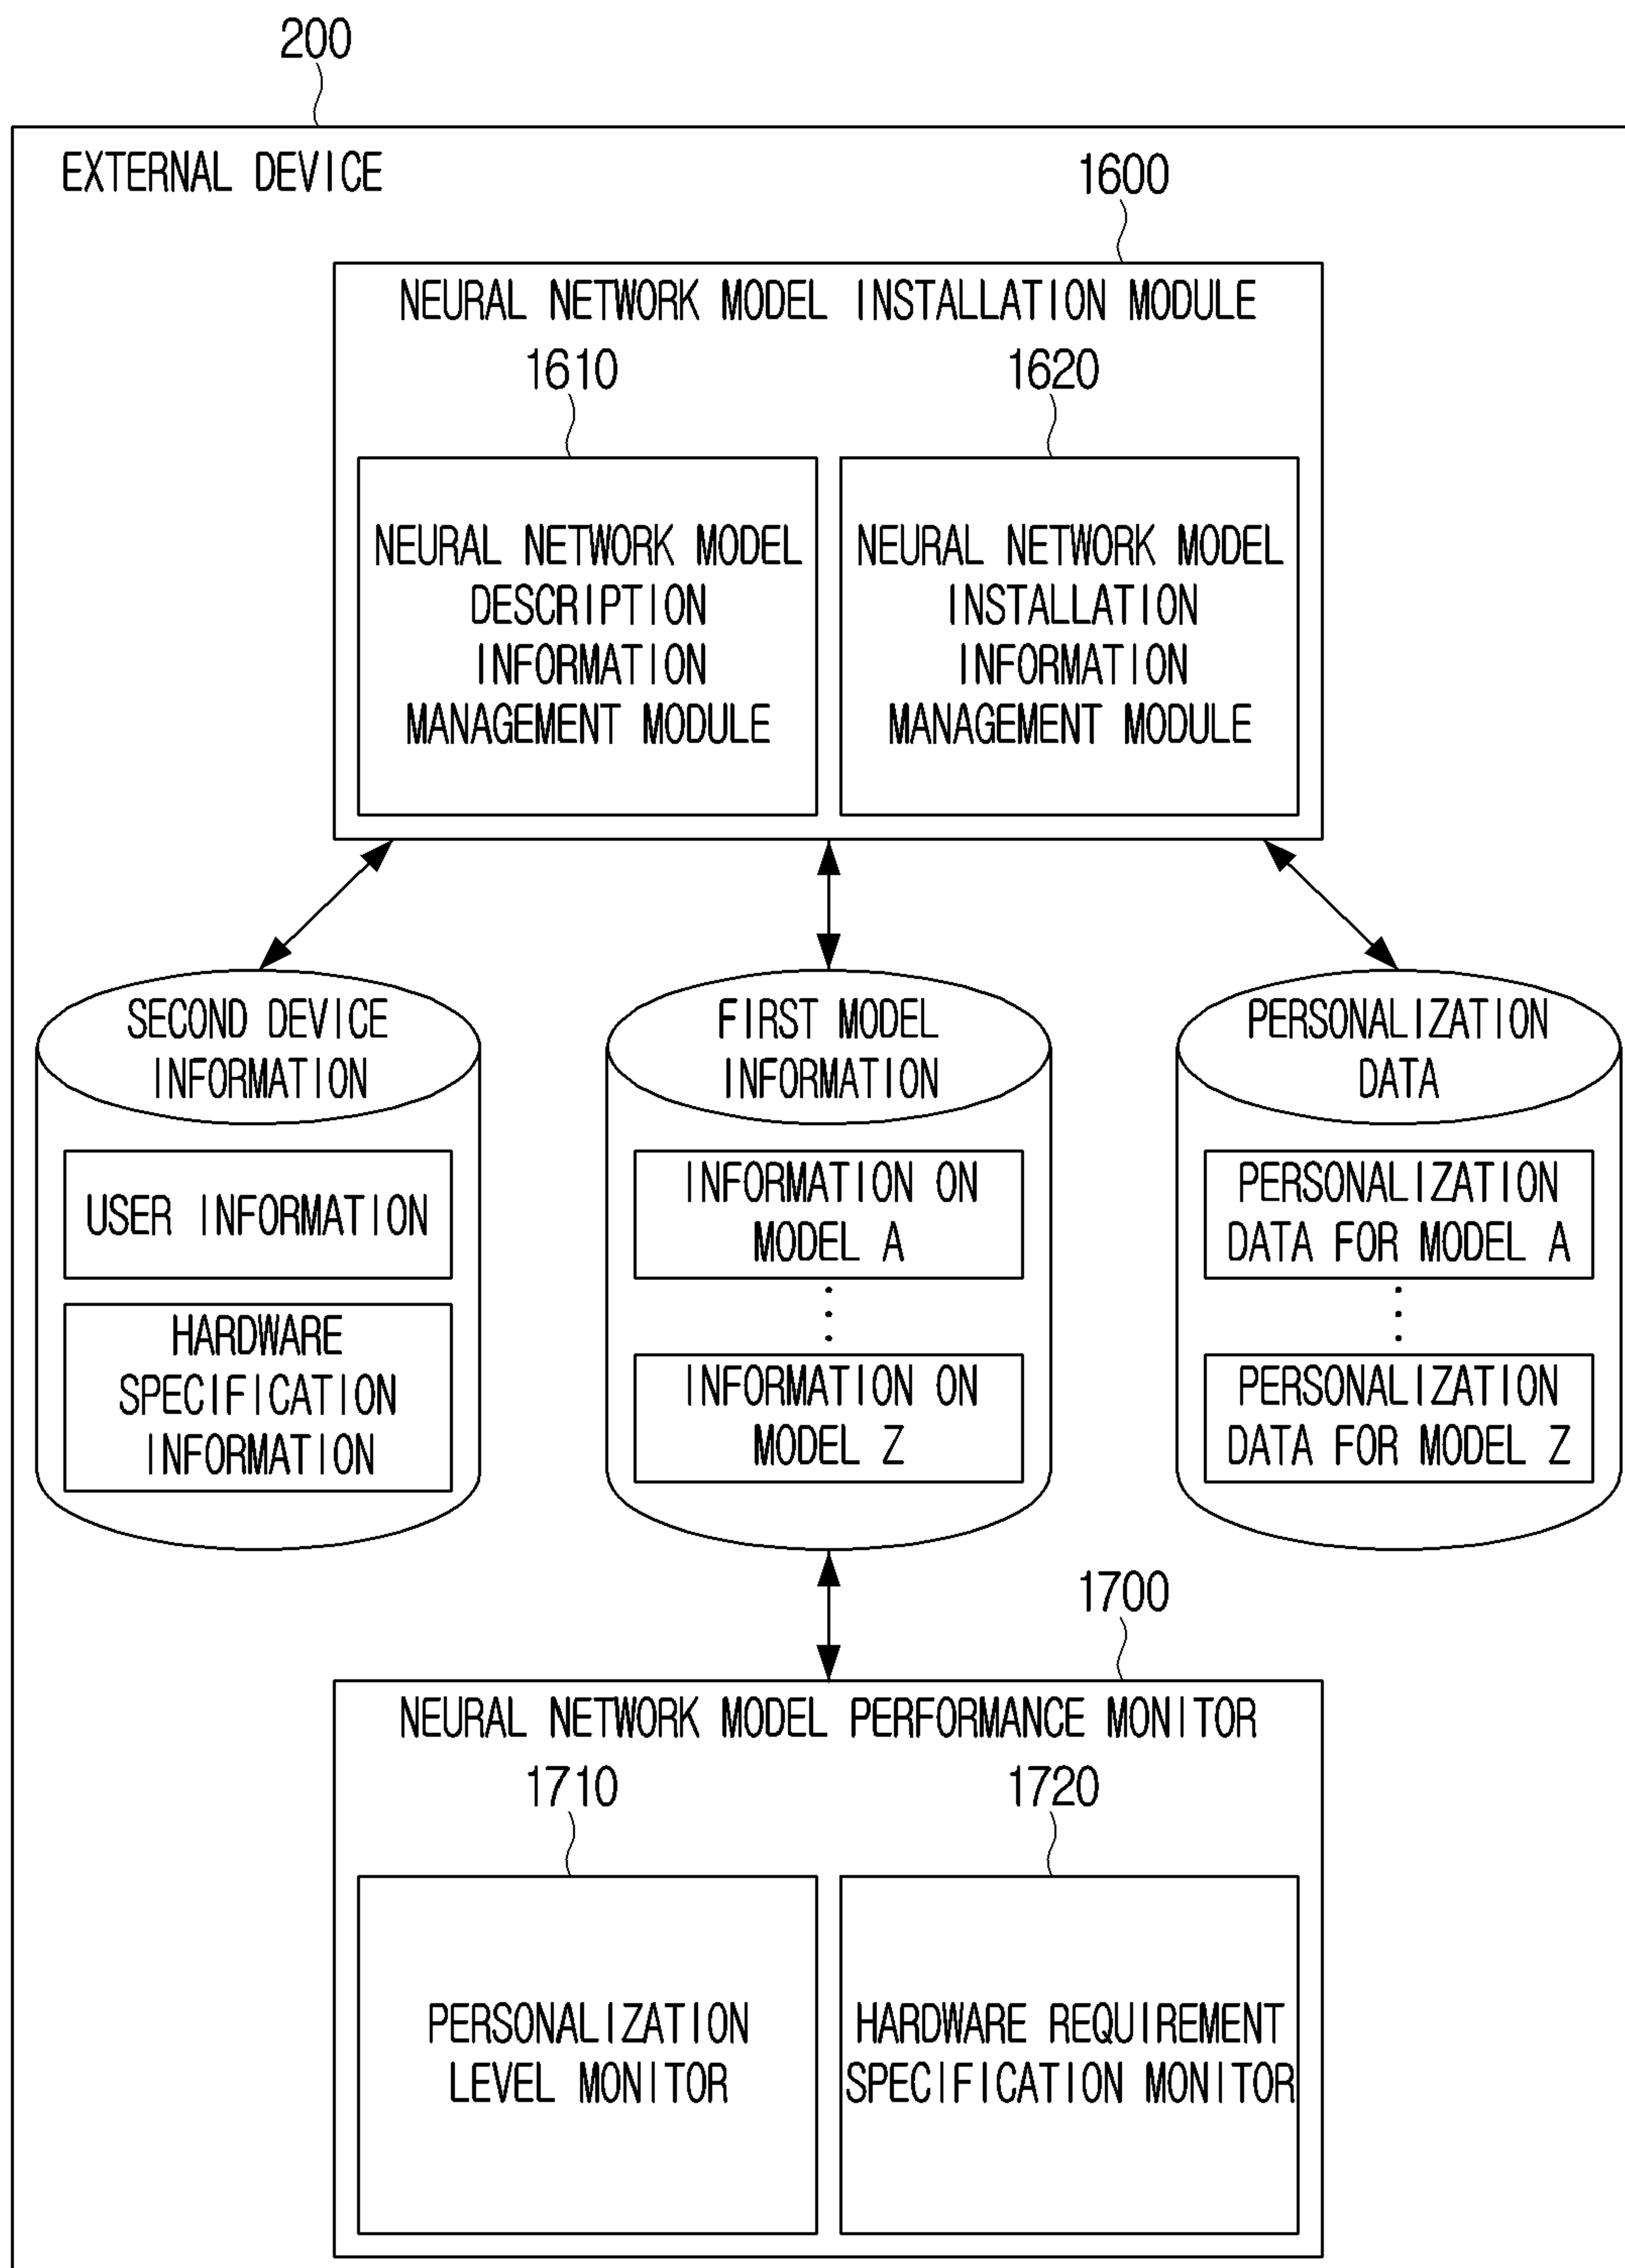 200
EXTERNAL DEVICE
1600
NEURAL NETWORK MODEL INSTALLATION MODULE
1610
1620
NEURAL NETWORK MODEL
DESCRIPTION
INFORMATION
MANAGEMENT MODULE
NEURAL NETWORK MODEL
INSTALLATION
INFORMATION
MANAGEMENT MODULE
SECOND DEVICE
INFORMATION
USER INFORMATION
HARDWARE
SPECIFICATION
INFORMATION
FIRST MODEL
INFORMATION
INFORMATION ON
MODEL A
INFORMATION ON
MODEL Z
PERSONALIZATION
DATA
PERSONALIZATION
DATA FOR MODEL A
PERSONALIZATION
DATA FOR MODEL Z
1700
NEURAL NETWORK MODEL PERFORMANCE MONITOR
1710
1720
PERSONALIZATION
LEVEL MONITOR
HARDWARE REQUIREMENT
SPECIFICATION MONITOR